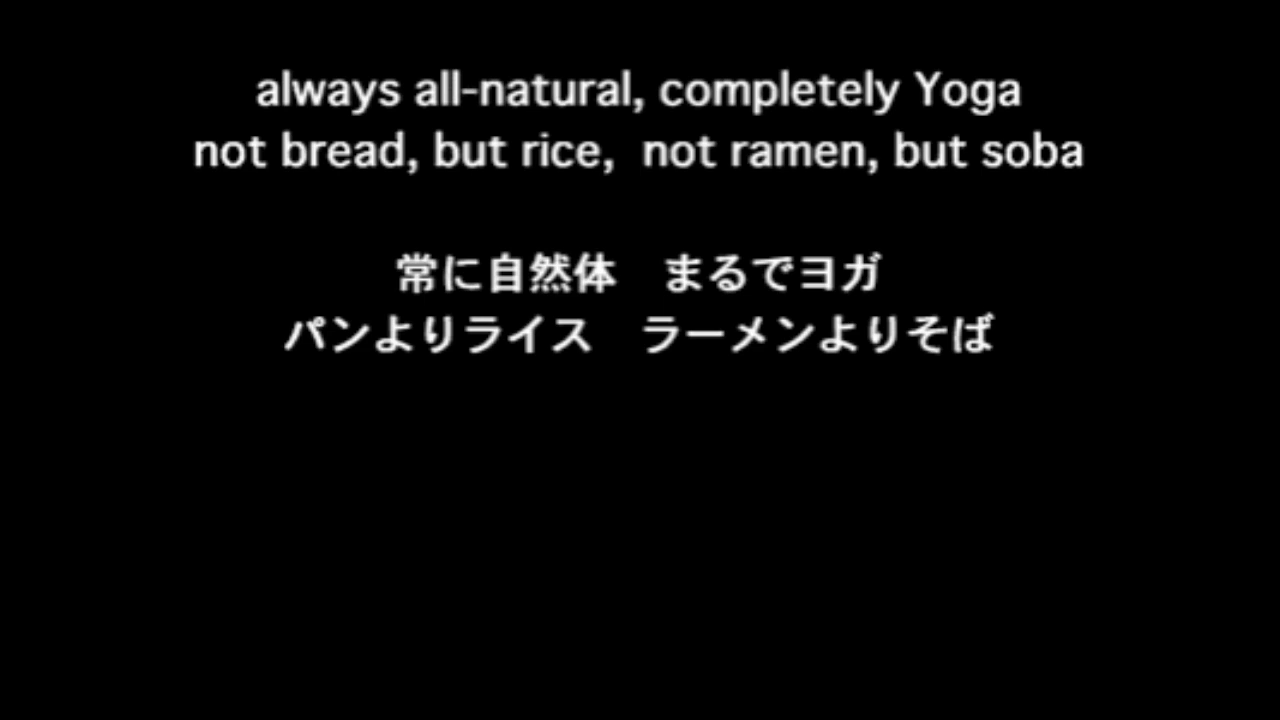 always all-natural, completely Yoga
not bread, but rice,  not ramen, but soba
常に自然体　まるでヨガ
パンよりライス　ラーメンよりそば